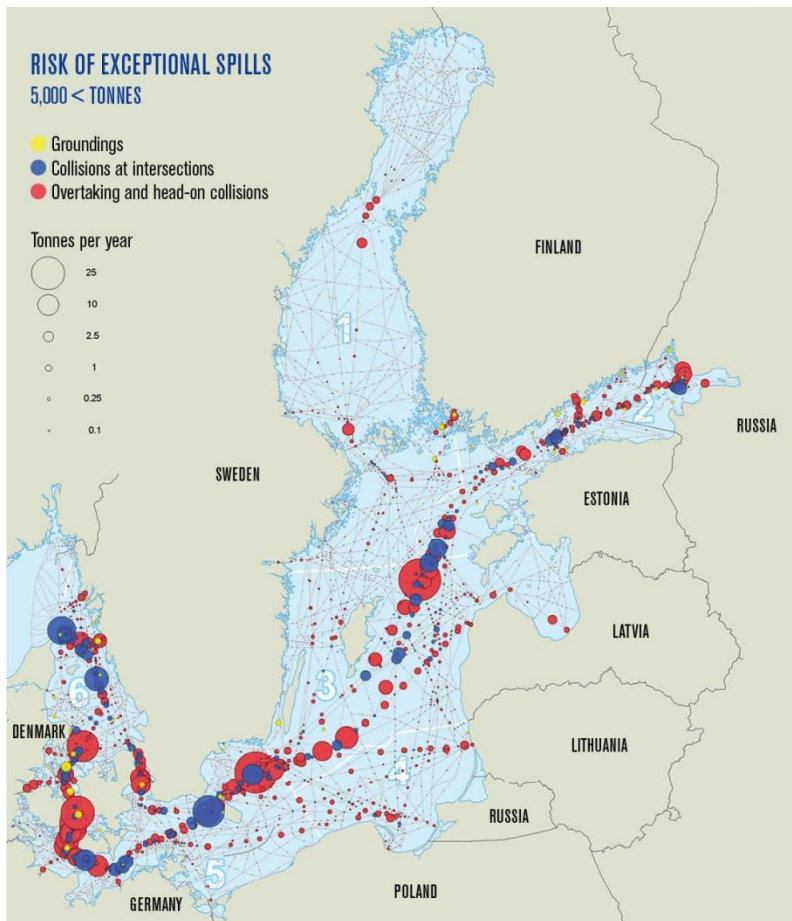 RISK OF EXCEPTIONAL SPILLS
5,000 < TONNES
Groundings
Collisions at intersections
Overtaking and head-on collisions
Tonnes per year
25
10
2.5
1
0.25
0.1
FINLAND
1
2
RUSSIA
SWEDEN
ESTONIA
LATVIA
3
6
DENMARK
LITHUANIA
4
RUSSIA
5
POLAND
GERMANY